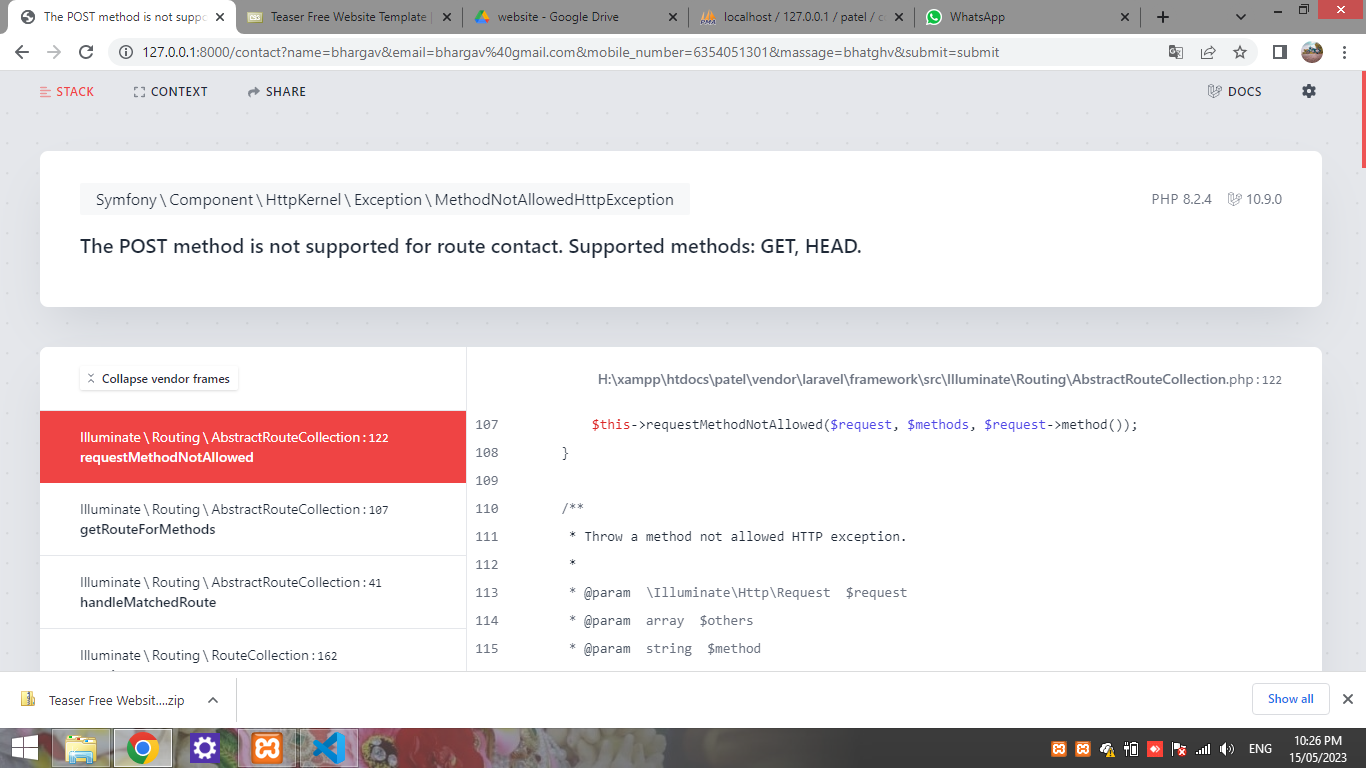 The POST method is not suppo
Teaser Free Website Template |
website - Google Drive
localhost / 127.0.0.1 / patel / c
WhatsApp
127.0.0.1:8000/contact?name=bhargav&email=bhargav%40gmail.com&mobile_number=6354051301&massage=bhatghv&submit=submit
STACK
CONTEXT
SHARE
DOCS
Symfony \ Component \ HttpKernel \ Exception \ MethodNotAllowedHttpException
PHP 8.2.4
10.9.0
The POST method is not supported for route contact. Supported methods: GET, HEAD.
Collapse vendor frames
Illuminate \ Routing \ AbstractRouteCollection : 122
requestMethodNotAllowed
Illuminate \ Routing \ AbstractRouteCollection : 107
getRouteForMethods
Illuminate \ Routing \ AbstractRouteCollection : 41
handleMatchedRoute
Illuminate \ Routing \ RouteCollection : 162
H:\xampp\htdocs\patel\vendor\laravel\framework\src\Illuminate\Routing\AbstractRouteCollection.php : 122
107 $this->requestMethodNotAllowed($request, $methods, $request->method());
108 }
109
110 /**
111 * Throw a method not allowed HTTP exception.
112 *
113 * @param \Illuminate\Http\Request $request
114 * @param array $others
115 * @param string $method
Teaser Free Websit....zip
Show all
ENG
10:26 PM
15/05/2023